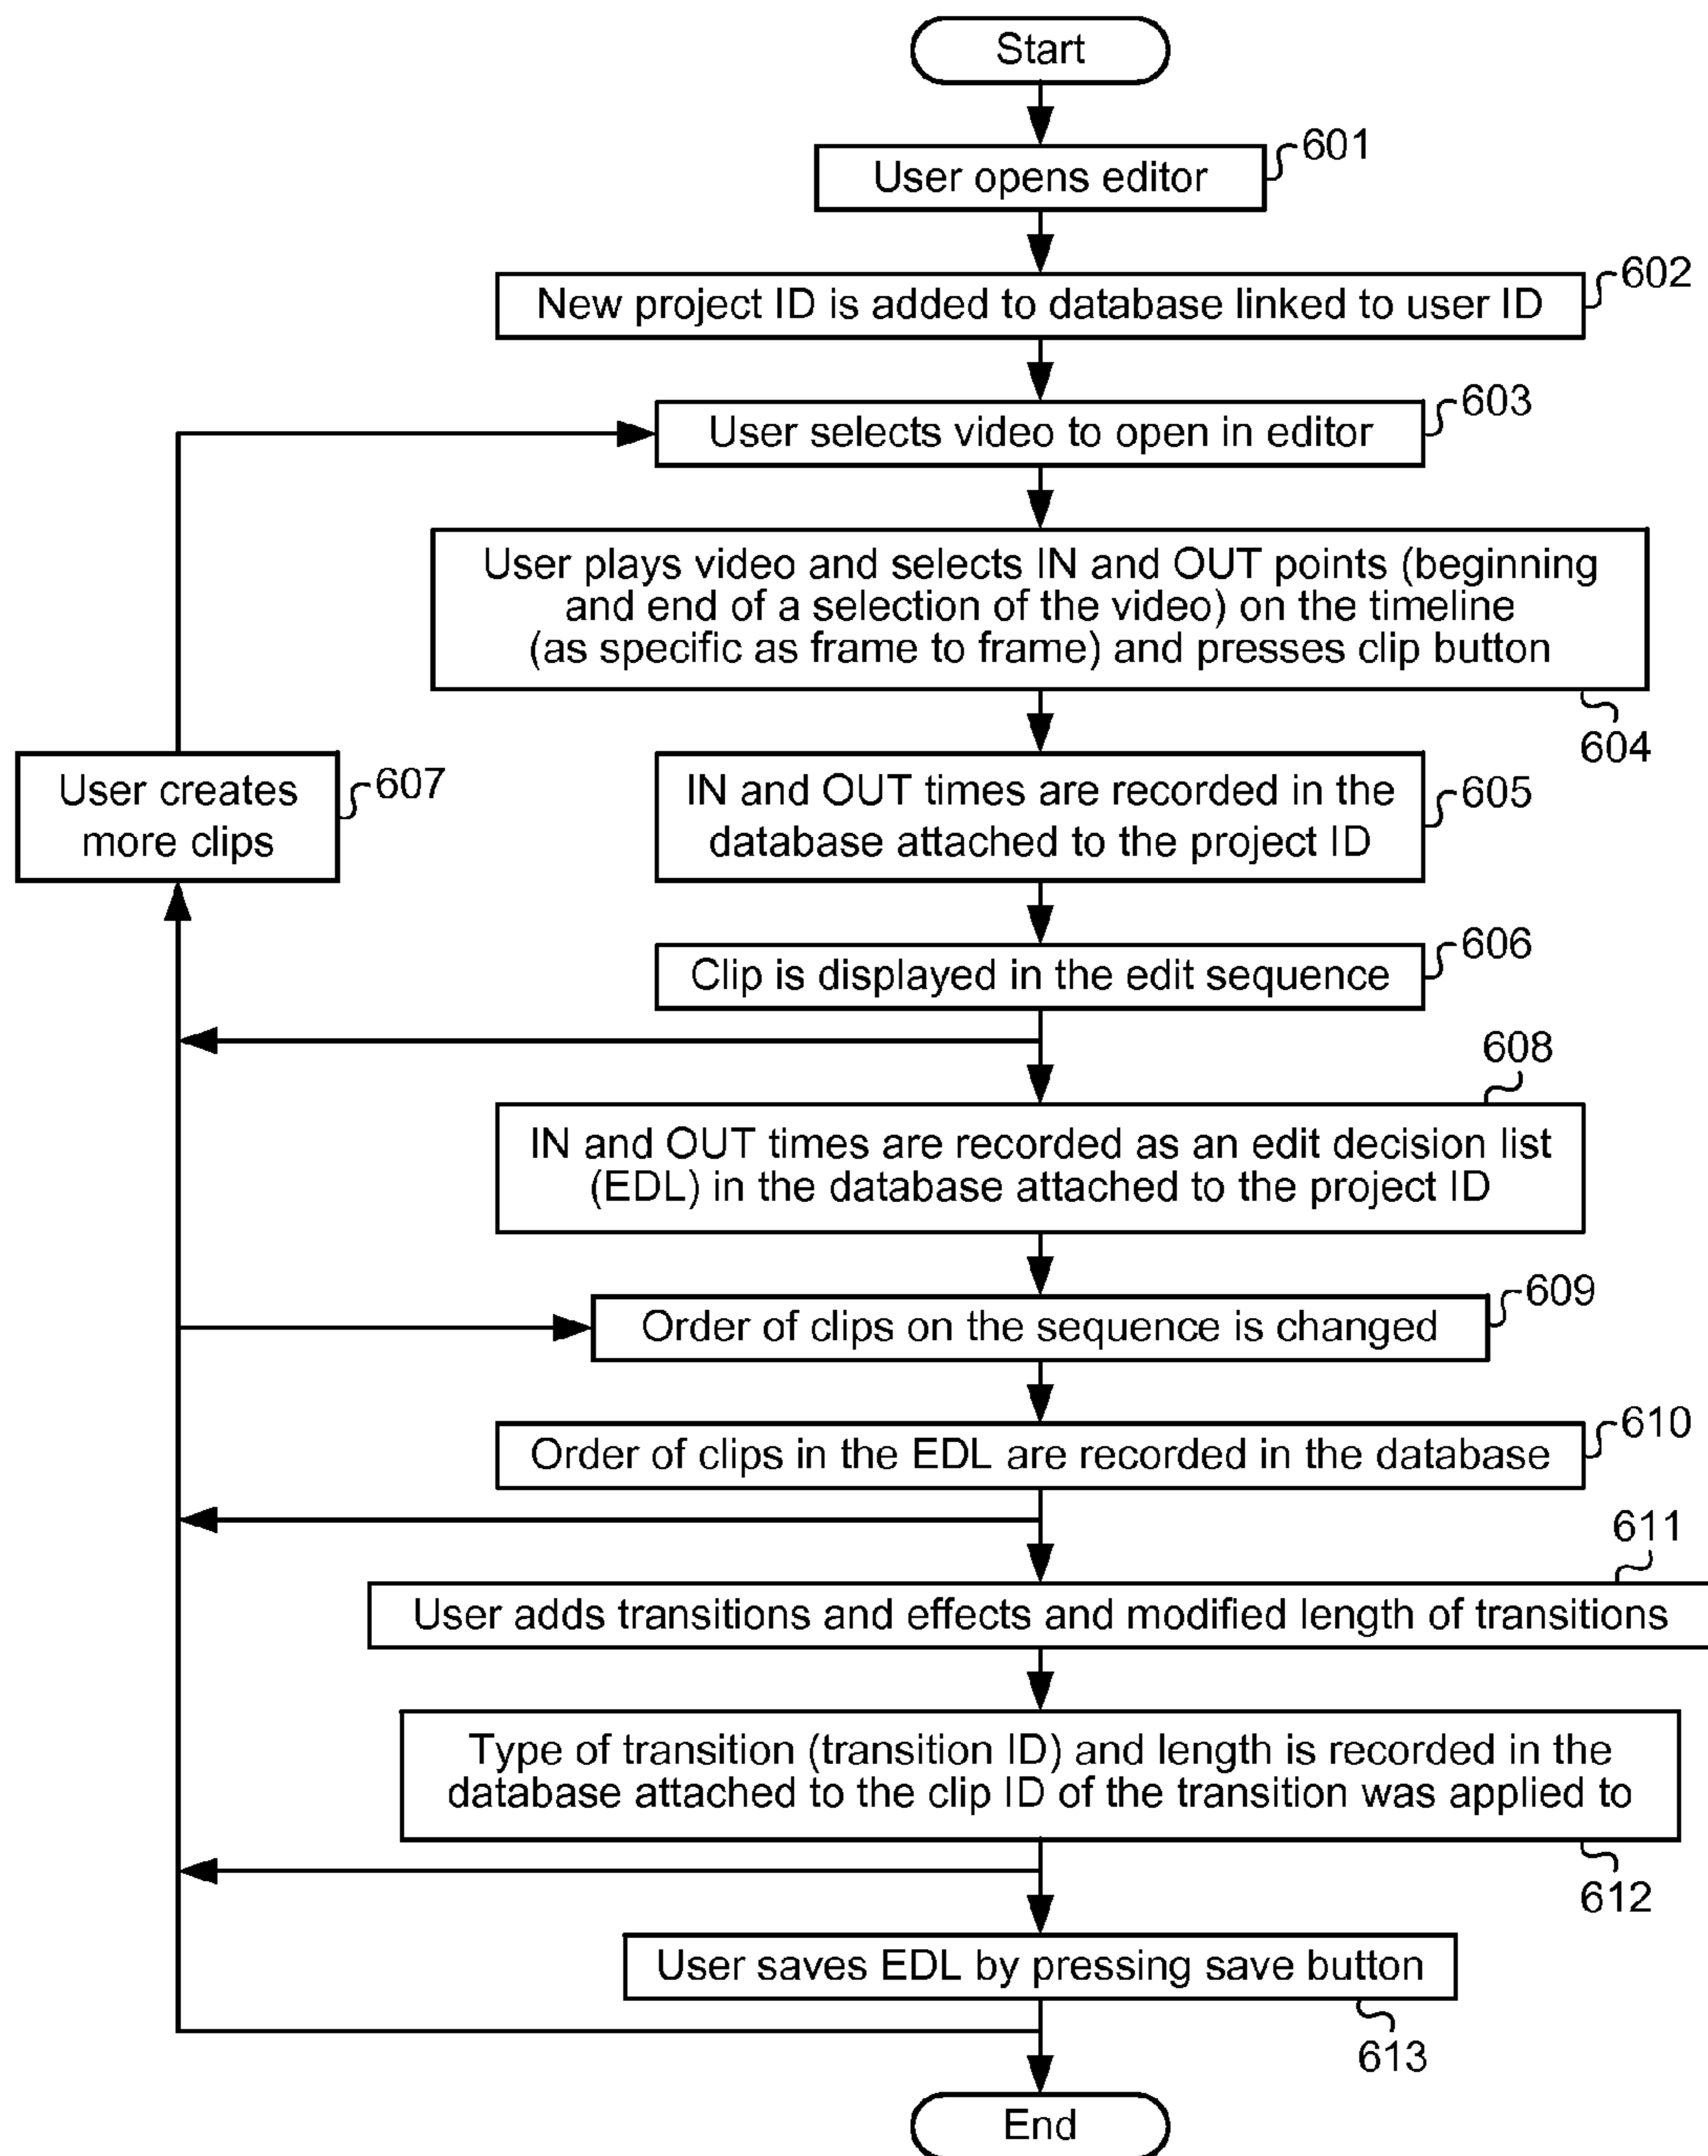 Start
User opens editor
601
New project ID is added to database linked to user ID
602
User selects video to open in editor
603
User plays video and selects IN and OUT points (beginning
and end of a selection of the video) on the timeline
(as specific as frame to frame) and presses clip button
604
User creates
more clips
607
IN and OUT times are recorded in the
database attached to the project ID
605
Clip is displayed in the edit sequence
606
608
IN and OUT times are recorded as an edit decision list
(EDL) in the database attached to the project ID
Order of clips on the sequence is changed
609
Order of clips in the EDL are recorded in the database
610
611
User adds transitions and effects and modified length of transitions
Type of transition (transition ID) and length is recorded in the
database attached to the clip ID of the transition was applied to
612
User saves EDL by pressing save button
613
End